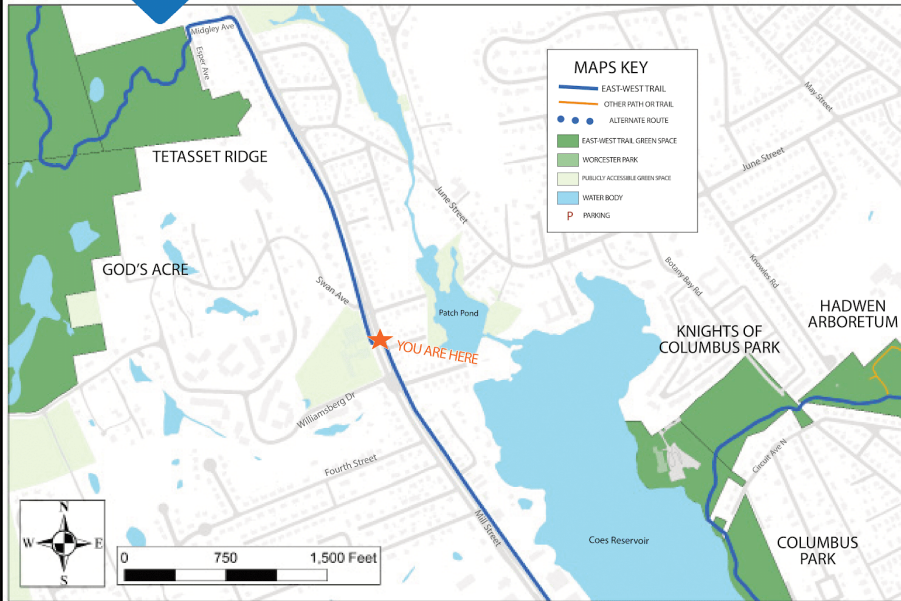 Midgley Ave
Esper Ave
MAPS KEY
EAST-WEST TRAIL
OTHER PATH OR TRAIL
ALTERNATE ROUTE
EAST-WEST TRAIL GREEN SPACE
WORCESTER PARK
PUBLICLY ACCESSIBLE GREEN SPACE
WATER BODY
P PARKING
May Street
June Street
TETASSET RIDGE
June Street
GOD'S ACRE
Swan Ave
Botany Bay Rd
Knowles Rd
HADWEN
ARBORETUM
Patch Pond
YOU ARE HERE
KNIGHTS OF
COLUMBUS PARK
Williamsberg Dr
Circuit Ave N
Fourth Street
Mill Street
Coes Reservoir
COLUMBUS
PARK
N
W E
S
0 750 1,500 Feet